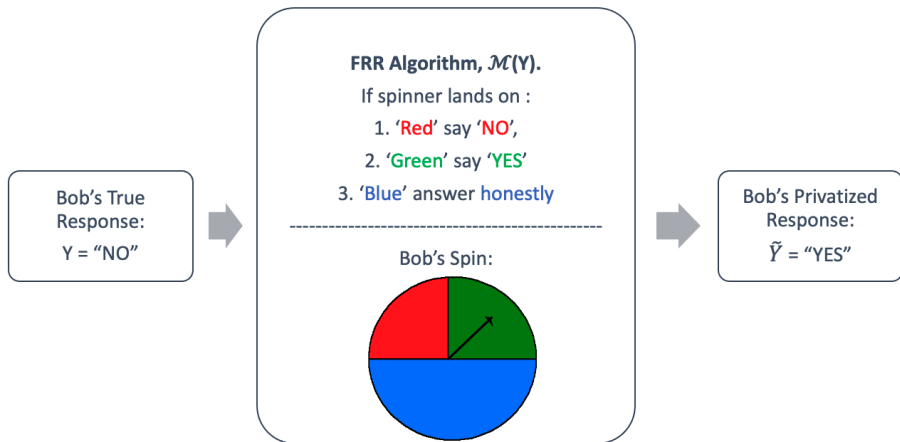 Bob's True
Response:
Y = "NO"
FRR Algorithm, ℳ(Y).
If spinner lands on :
1. 'Red' say 'NO',
2. 'Green' say 'YES'
3. 'Blue' answer honestly
Bob's Spin:
Bob's Privatized
Response:
Ỹ = "YES"